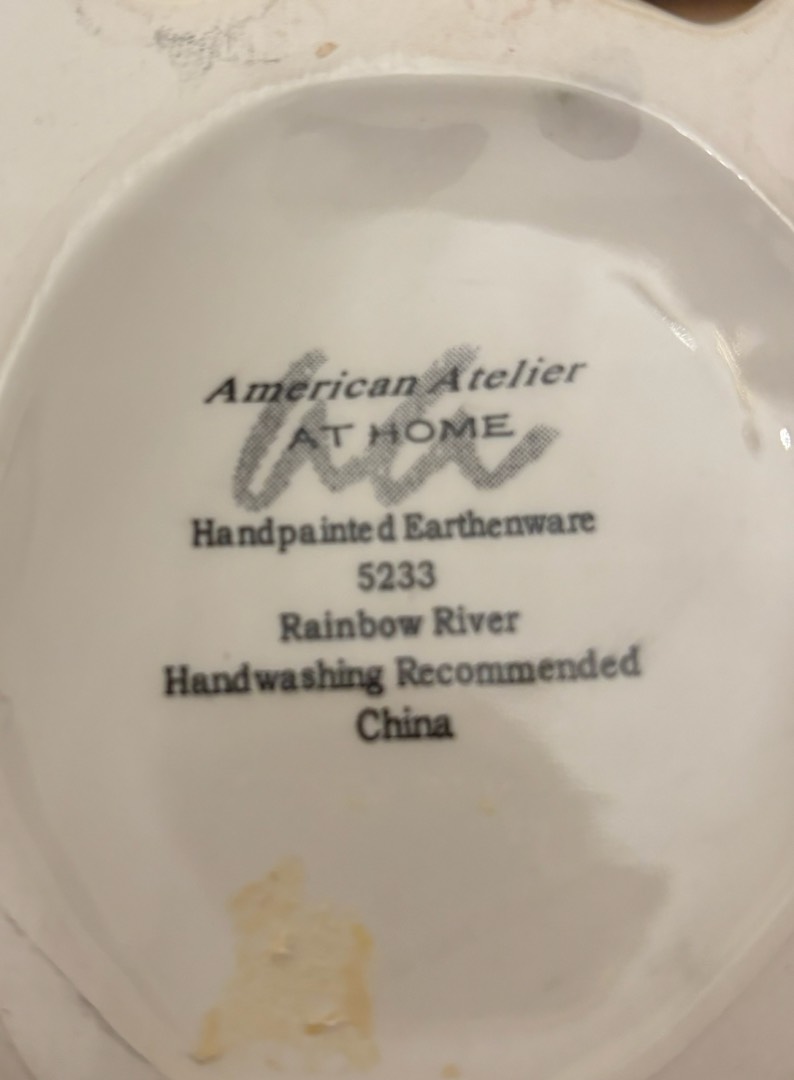 American Atelier
AT HOME
Handpainted Earthenware
5233
Rainbow River
Handwashing Recommended
China